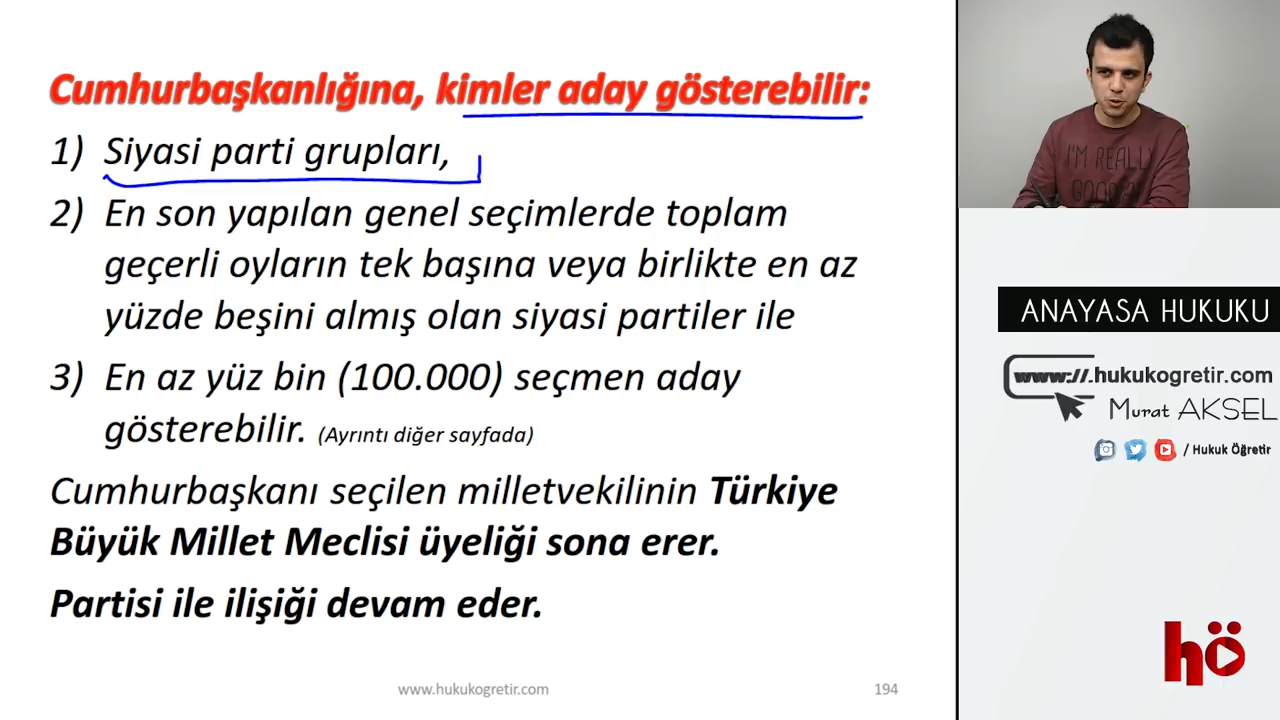 Cumhurbaşkanlığına, kimler aday gösterebilir:
1) Siyasi parti grupları,
2) En son yapılan genel seçimlerde toplam
geçerli oyların tek başına veya birlikte en az
yüzde beşini almış olan siyasi partiler ile
3) En az yüz bin (100.000) seçmen aday
gösterebilir. (Ayrıntı diğer sayfada)
Cumhurbaşkanı seçilen milletvekilinin Türkiye
Büyük Millet Meclisi üyeliği sona erer.
Partisi ile ilişiği devam eder.
www.hukukogretir.com
194
I'M REALLY
ANAYASA HUKUKU
www://.hukukogretir.com
Murat AKSEL
/ Hukuk Öğretir
hö